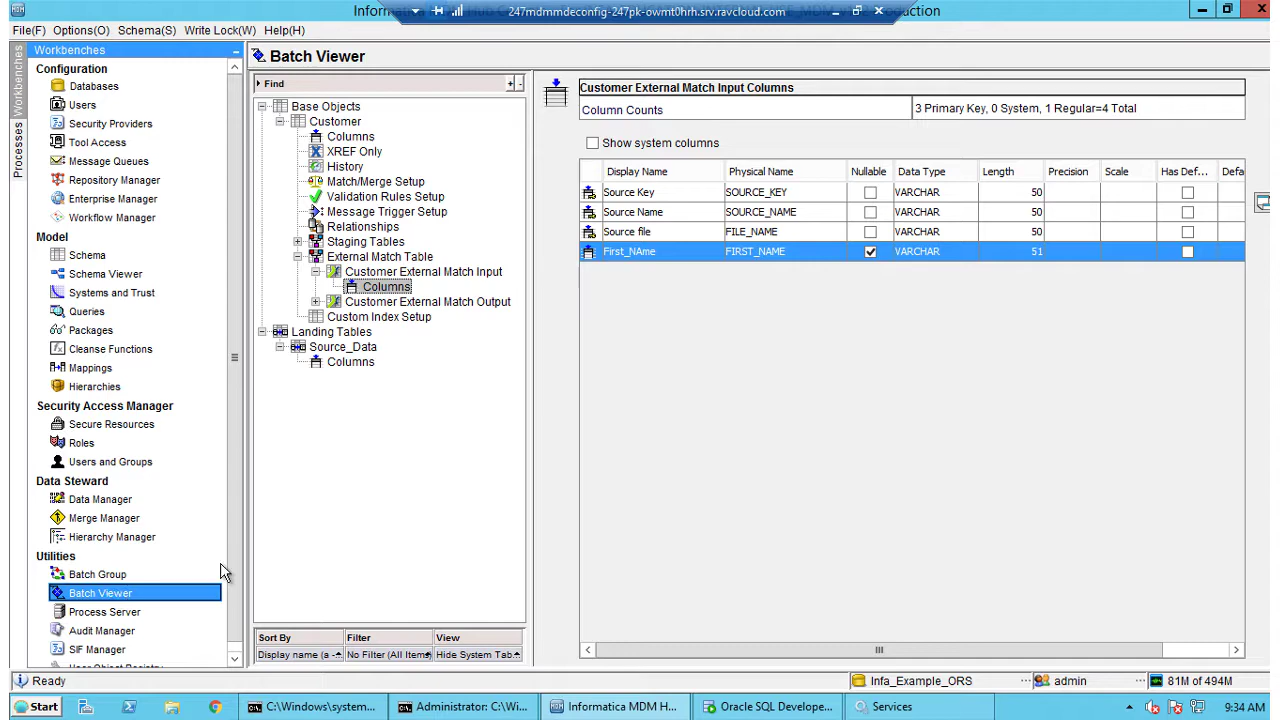 247mdmmdeconfig-247pk-owmt0hrh.srv.ravcloud.com
File(F) Options(O) Schema(S) Write Lock(W) Help(H)
Workbenches
Processes
Workbenches
Configuration
Databases
Users
Security Providers
Tool Access
Message Queues
Repository Manager
Enterprise Manager
Workflow Manager
Model
Schema
Schema Viewer
Systems and Trust
Queries
Packages
Cleanse Functions
Mappings
Hierarchies
Security Access Manager
Secure Resources
Roles
Users and Groups
Data Steward
Data Manager
Merge Manager
Hierarchy Manager
Utilities
Batch Group
Batch Viewer
Process Server
Audit Manager
SIF Manager
Batch Viewer
Find
Base Objects
Customer
Columns
XREF Only
History
Match/Merge Setup
Validation Rules Setup
Message Trigger Setup
Relationships
Staging Tables
External Match Table
Customer External Match Input
Columns
Customer External Match Output
Custom Index Setup
Landing Tables
Source_Data
Columns
Sort By Filter View
Display name (a No Filter (All Items Hide System Tab.
Customer External Match Input Columns
Column Counts 3 Primary Key, 0 System, 1 Regular=4 Total
Show system columns
Display Name Physical Name Nullable Data Type Length Precision Scale Has Def... Defa
Source Key SOURCE_KEY VARCHAR 50
Source Name SOURCE_NAME VARCHAR 50
Source file FILE_NAME VARCHAR 50
First_NAme FIRST_NAME VARCHAR 51
Ready Infa_Example_ORS admin 81M of 494M
Start C:\Windows\system... Administrator: C:\Wi... Informatica MDM H... Oracle SQL Develope... Services 9:34 AM